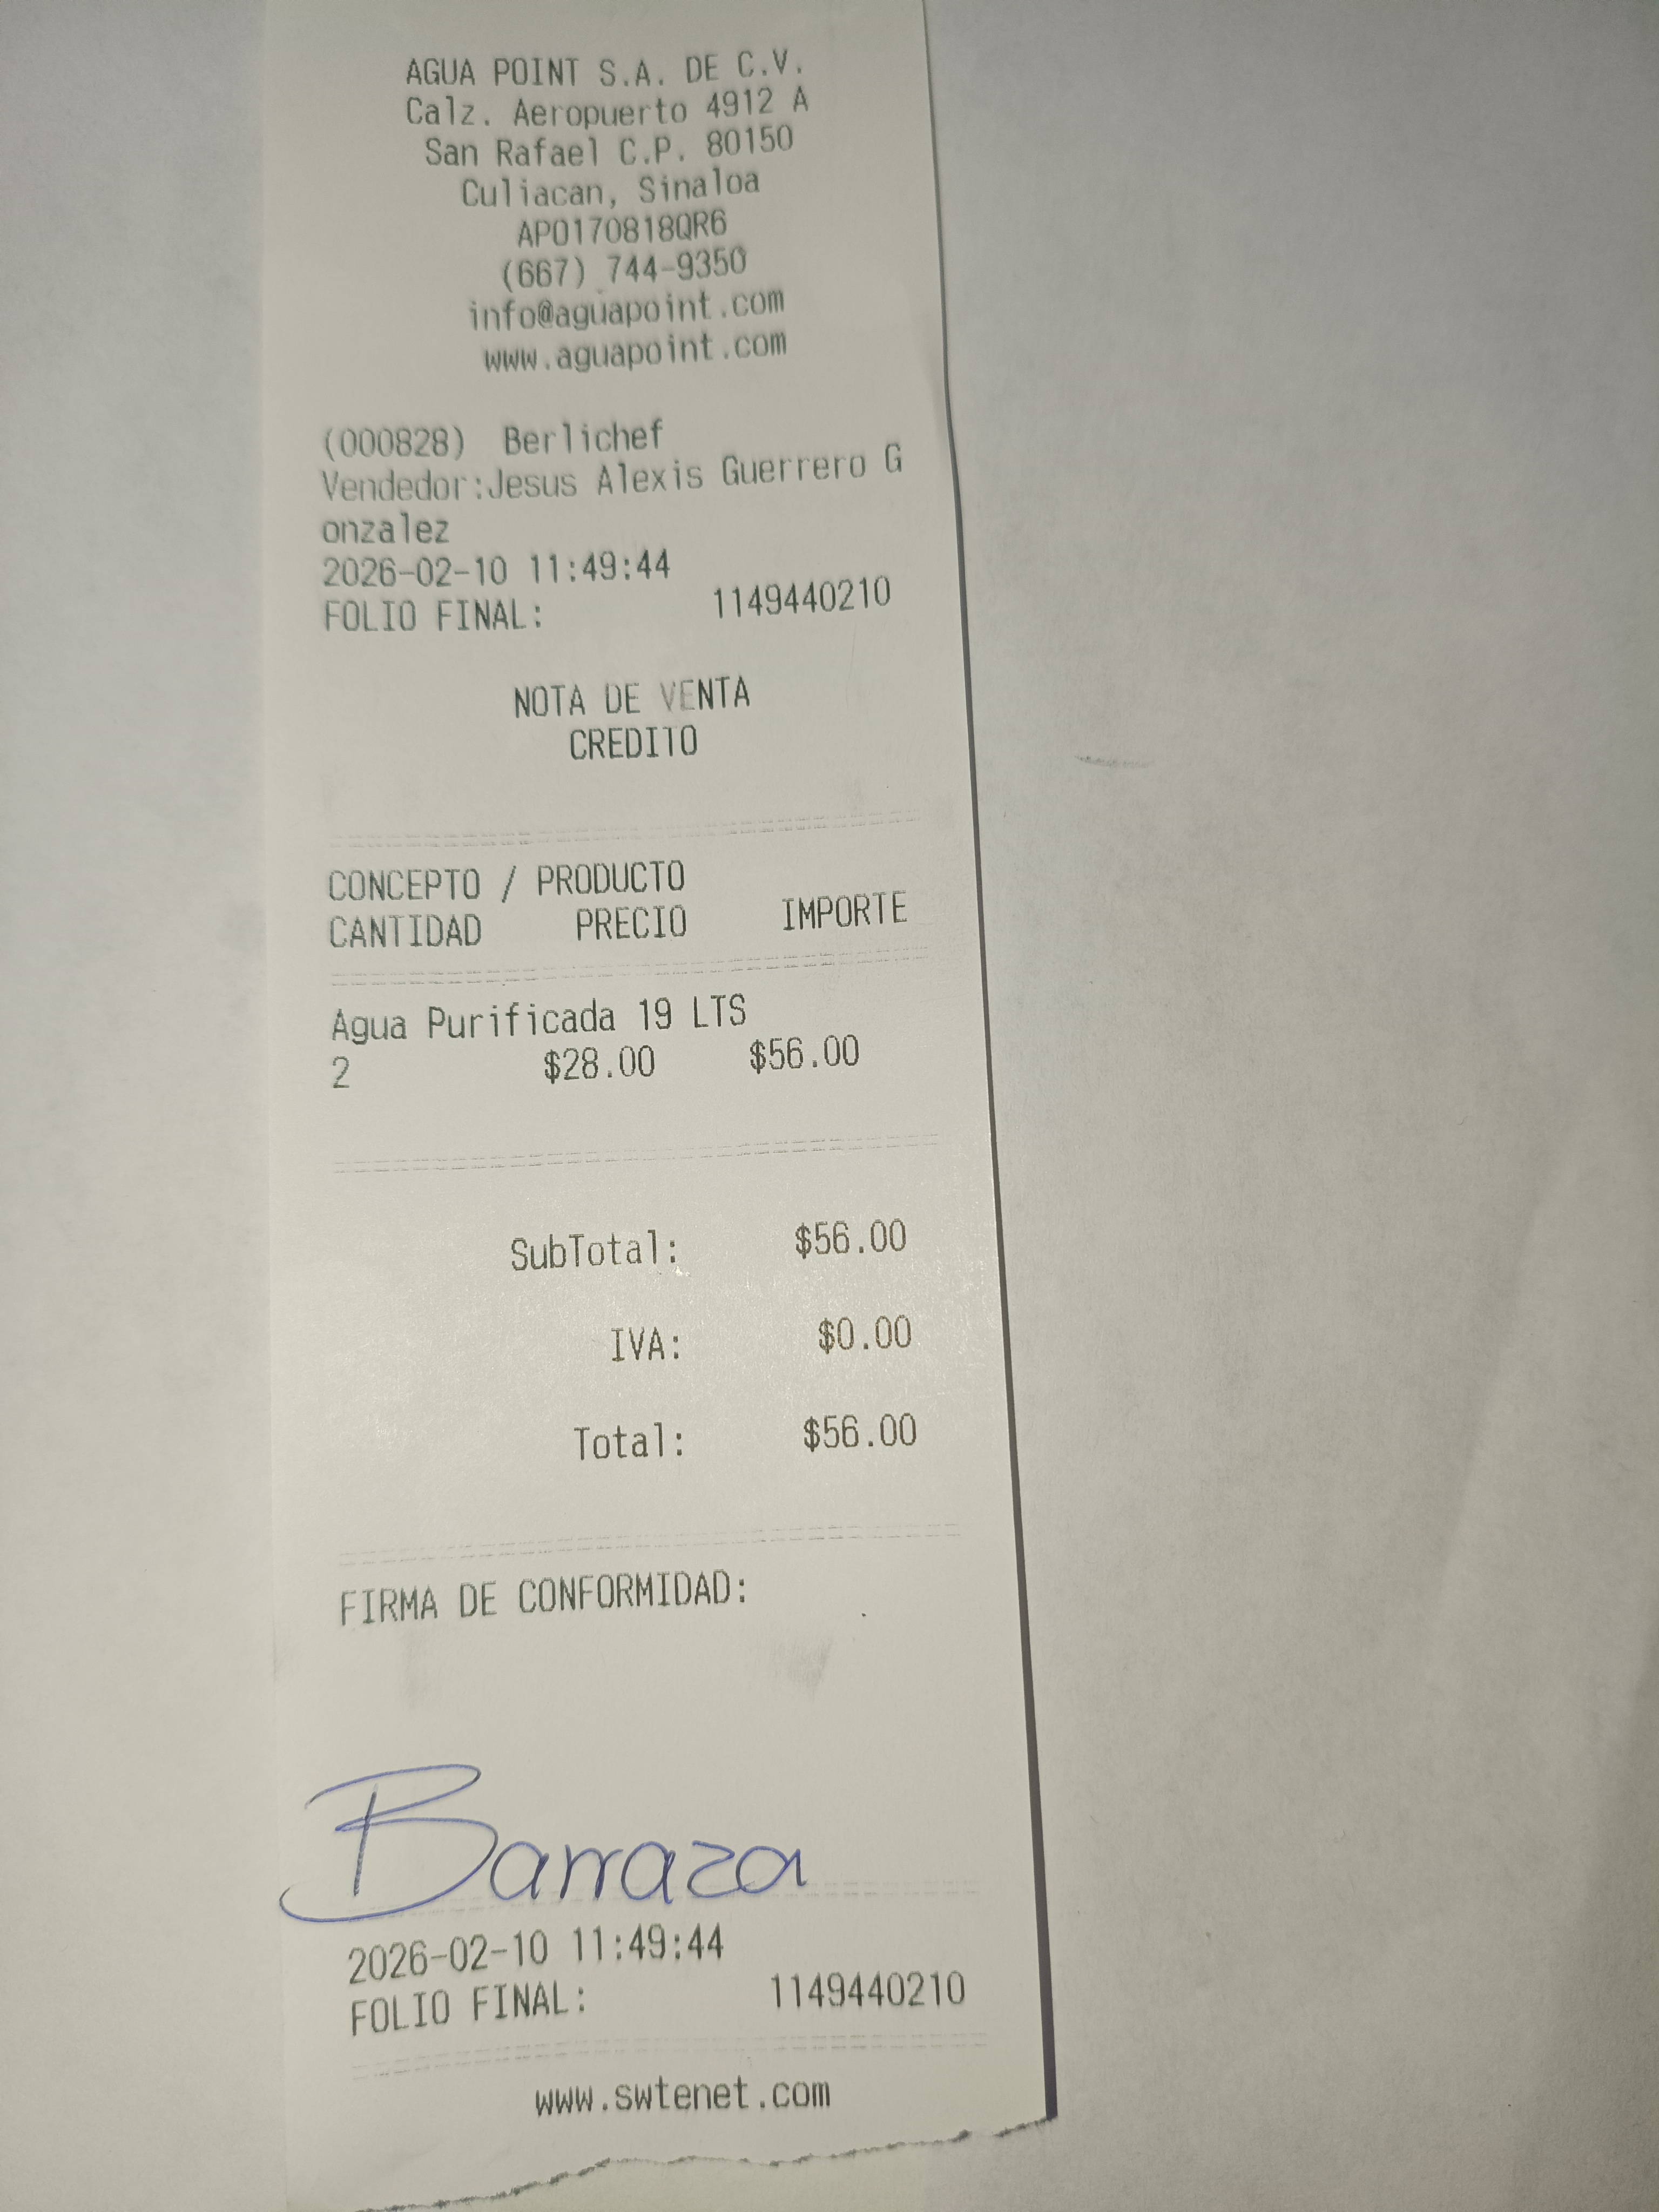 AGUA POINT S.A. DE C.V.
Calz. Aeropuerto 4912 A
San Rafael C.P. 80150
Culiacan, Sinaloa
APO170818QR6
(667) 744-9350
info@aguapoint.com
www.aguapoint.com
(000828) Berlichef
Vendedor:Jesus Alexis Guerrero G
onzalez
2026-02-10 11:49:44
FOLIO FINAL: 1149440210
NOTA DE VENTA
CREDITO
CONCEPTO / PRODUCTO
CANTIDAD PRECIO IMPORTE
Agua Purificada 19 LTS
2 $28.00 $56.00
SubTotal: $56.00
IVA: $0.00
Total: $56.00
FIRMA DE CONFORMIDAD:
Barraza
2026-02-10 11:49:44
FOLIO FINAL: 1149440210
www.swtenet.com